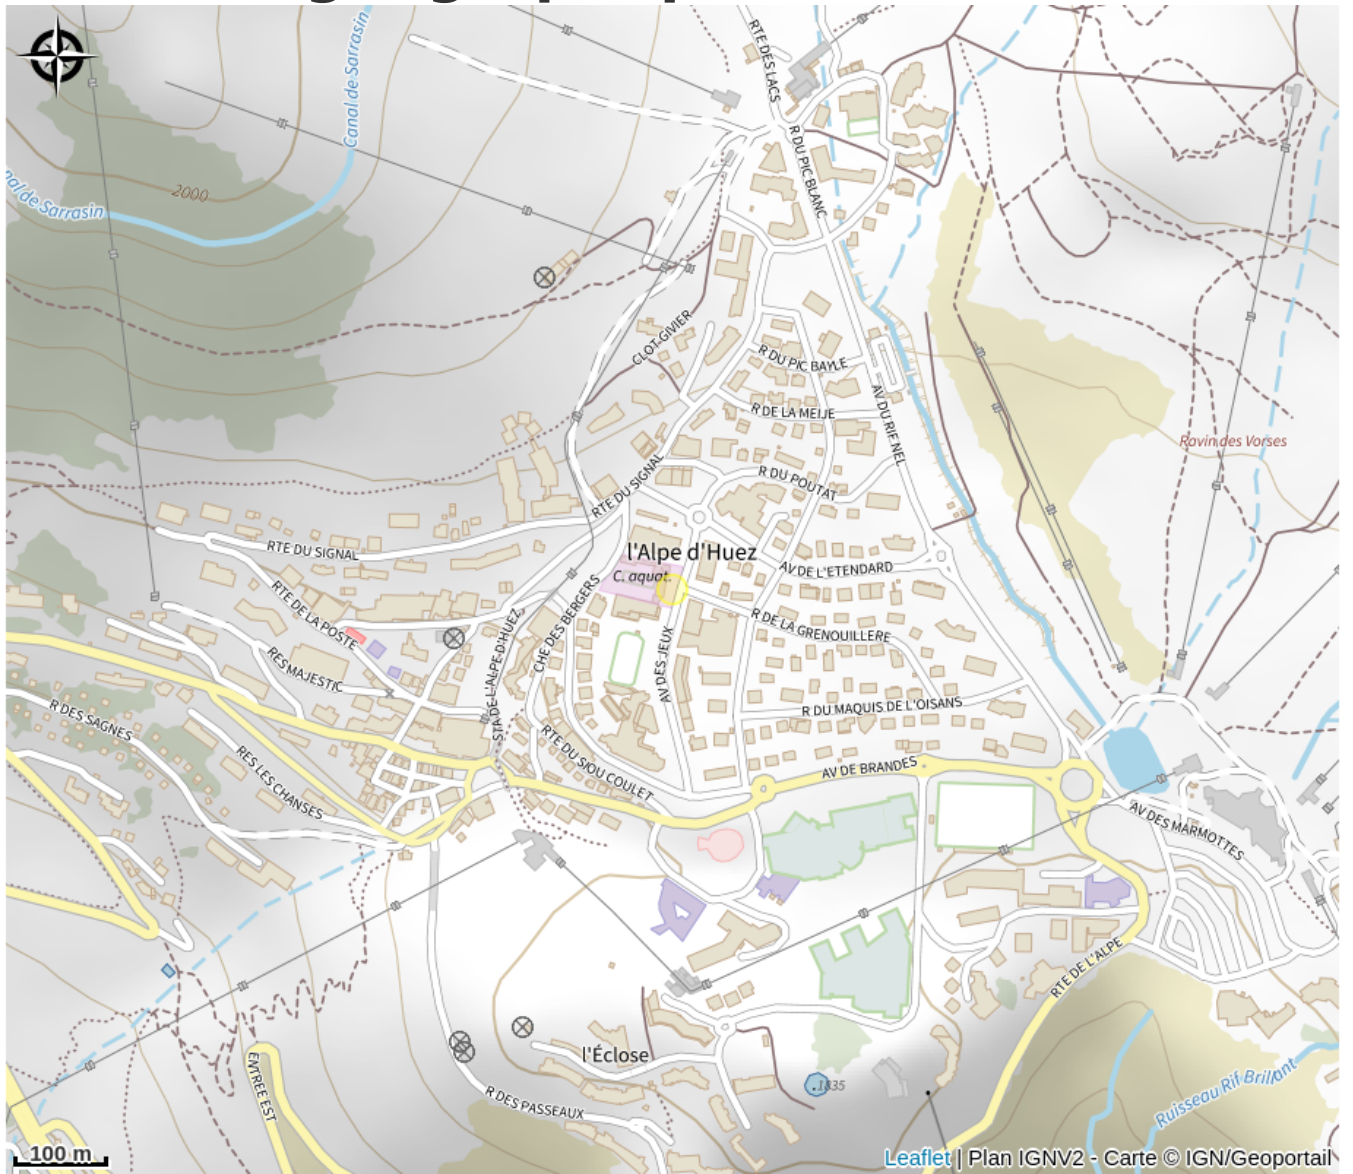 RTE DES LACS
Canal de Sarrasin
R DU PIC BLANC
2000
nal de Sarrasin
CLOT GIVIER
R DU PIC BAYLE
AV DU RIF NEL
R DE LA MEIJE
Ravin des Vorses
RTE DU SIGNAL
R DU POUTAT
RTE DU SIGNAL
l'Alpe d'Huez
C. aquat.
AV DE L'ETENDARD
RTE DE LA POSTE
CHE DES BERGERS
R DE LA GRENOUILLERE
STA DE L'ALPE D'HUEZ
AV DES JEUX
RES MAJESTIC
R DES SAGNES
R DU MAQUIS DE L'OISANS
RES LES CHANSES
RTE DU SIOU COULET
AV DE BRANDES
AV DES MARMOTTES
RTE DE L'ALPE
l'Éclose
.1835
ENTREE EST
R DES PASSEAUX
Ruisseau Rif Brillant
100 m
Leaflet | Plan IGNV2 - Carte © IGN/Geoportail